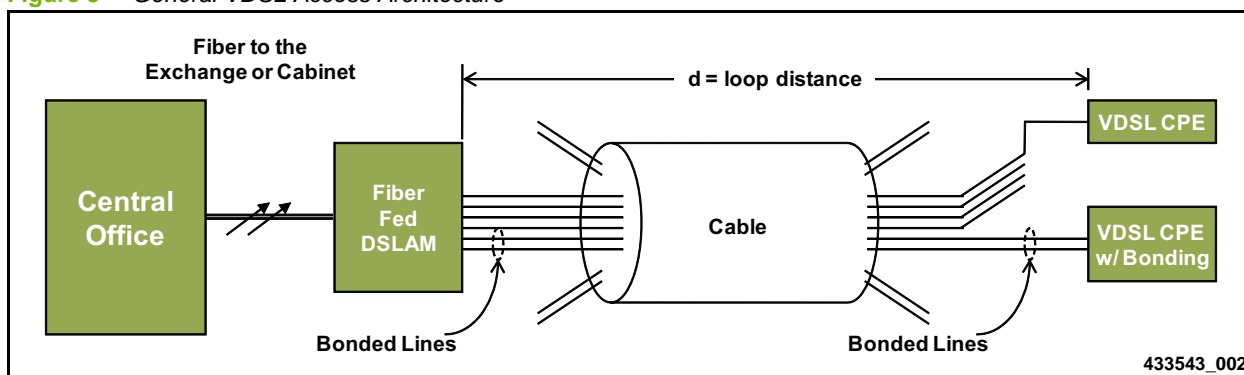 Fiber to the
Exchange or Cabinet
d = loop distance
VDSL CPE
Central
Office
Fiber
Fed
DSLAM
Cable
VDSL CPE
w/ Bonding
Bonded Lines
Bonded Lines
433543_002